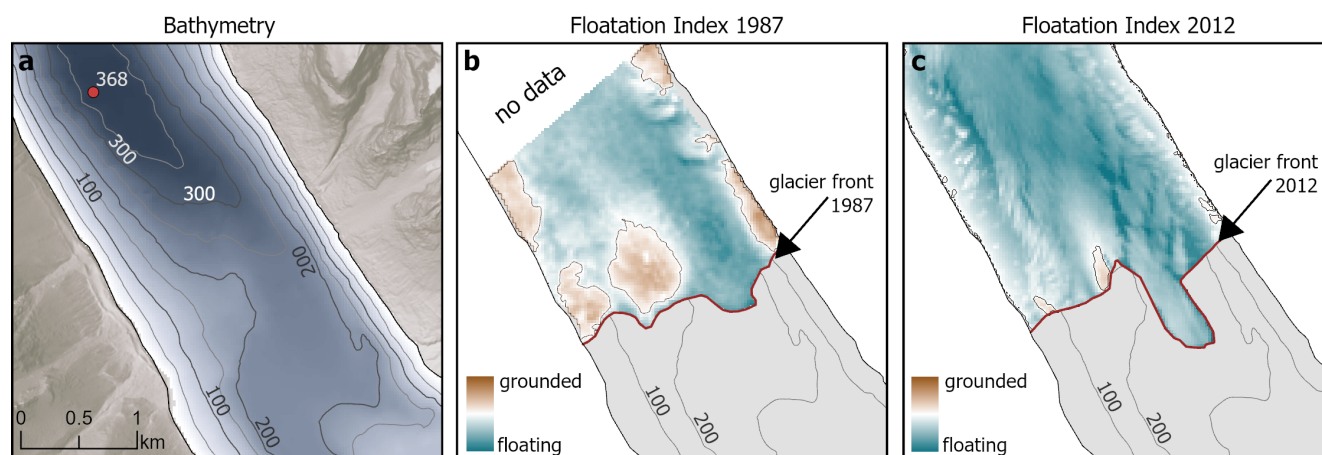 Bathymetry
a
368
300
300
100
200
100
200
0 0.5 1
km
Floatation Index 1987
b
no data
glacier front
1987
100
200
grounded
floating
Floatation Index 2012
c
glacier front
2012
100
200
grounded
floating